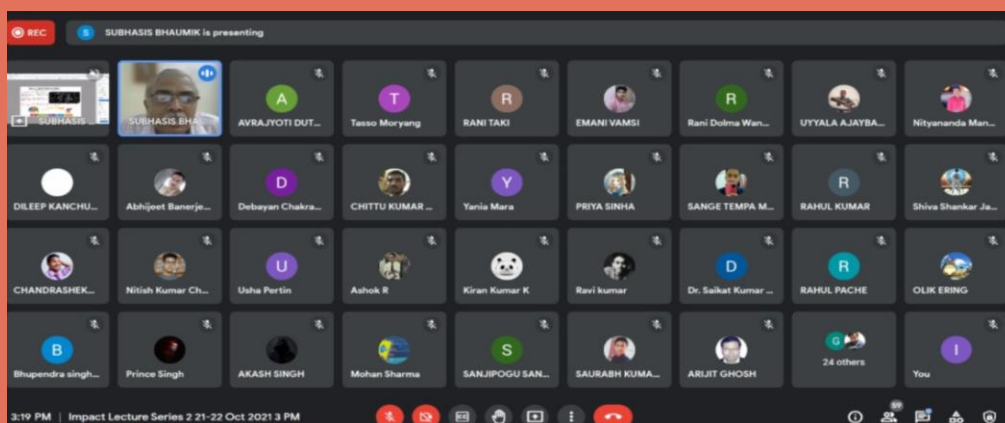 REC
S SUBHASIS BHAUMIK is presenting
SUBHASIS ...
SUBHASIS BHA...
A AVRAJYOTI DUT...
T Tasso Moryang
R RANI TAKI
EMANI VAMSI
R Rani Dolma Wan...
UYYALA AJAYBA...
Nityananda Man...
DILEEP KANCHU...
Abhijeet Banerje...
D Debayan Chakra...
CHITTU KUMAR ...
Y Yania Mara
PRIYA SINHA
SANGE TEMPA M...
R RAHUL KUMAR
Shiva Shankar Ja...
CHANDRASHEK...
Nitish Kumar Ch...
U Usha Pertin
Ashok R
Kiran Kumar K
Ravi kumar
D Dr. Saikat Kumar ...
R RAHUL PACHE
OLIK ERING
B Bhupendra singh...
Prince Singh
AKASH SINGH
Mohan Sharma
S SANJIPOGU SAN...
SAURABH KUMA...
ARIJIT GHOSH
G 24 others
I You
3:19 PM | Impact Lecture Series 2 21-22 Oct 2021 3 PM
59